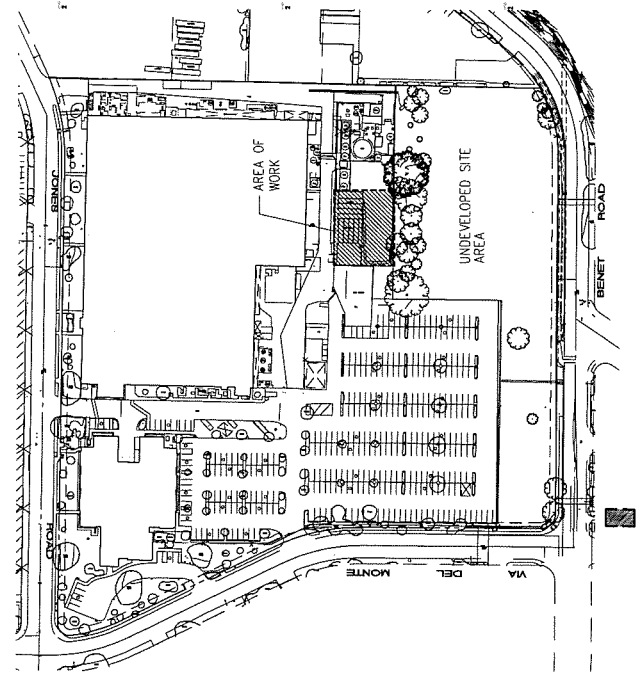 AREA OF
WORK
UNDEVELOPED SITE
AREA
JONES
ROAD
BENET
ROAD
VIA
DEL
MONTE